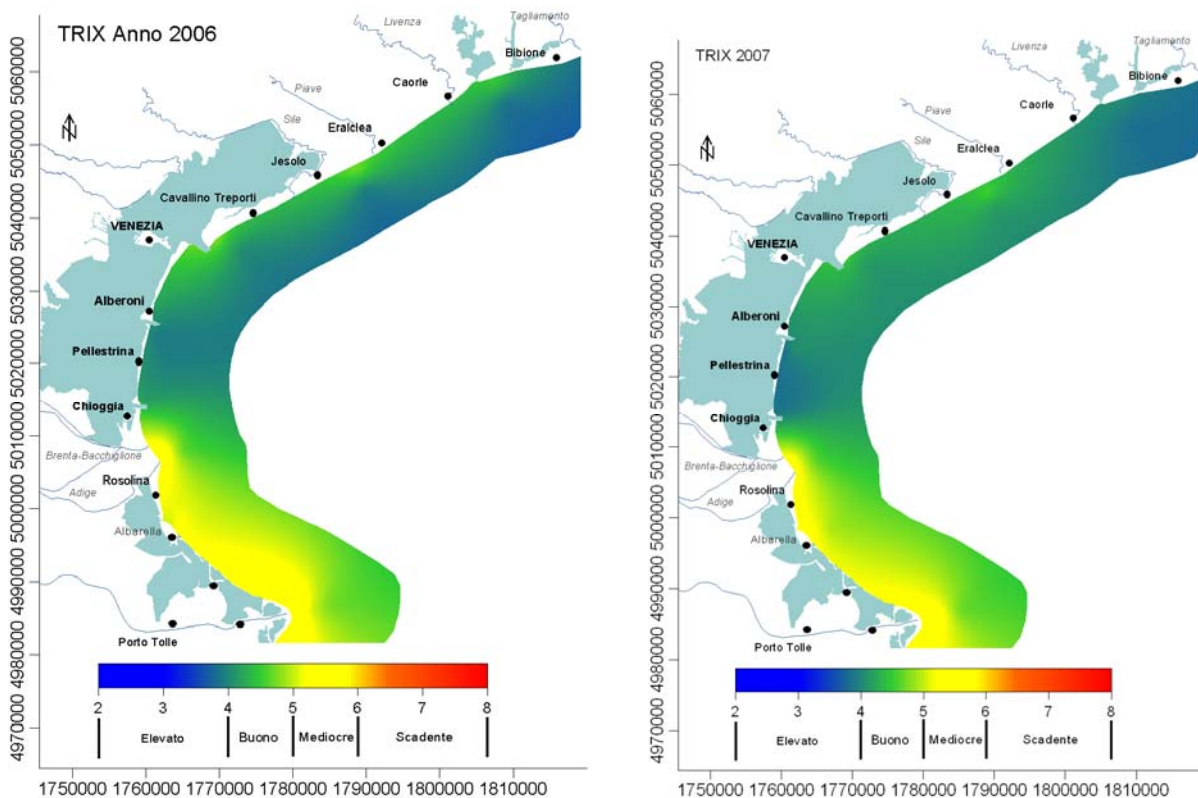 TRIX Anno 2006
Tagliamento
Livenza
Bibione
Caorle
Piave
Eralclea
Sile
Jesolo
Cavallino Treporti
VENEZIA
Alberoni
Pellestrina
Chioggia
Brenta-Bacchiglione
Rosolina
Adige
Albarella
Porto Tolle
N
5060000
5050000
5040000
5030000
5020000
5010000
5000000
4990000
4980000
4970000
2 3 4 5 6 7 8
Elevato Buono Mediocre Scadente
1750000 1760000 1770000 1780000 1790000 1800000 1810000
TRIX 2007
Tagliamento
Livenza
Bibione
Caorle
Piave
Eralclea
Sile
Jesolo
Cavallino Treporti
VENEZIA
Alberoni
Pellestrina
Chioggia
Brenta-Bacchiglione
Rosolina
Adige
Albarella
Porto Tolle
N
5060000
5050000
5040000
5030000
5020000
5010000
5000000
4990000
4980000
4970000
2 3 4 5 6 7 8
Elevato Buono Mediocre Scadente
1750000 1760000 1770000 1780000 1790000 1800000 1810000